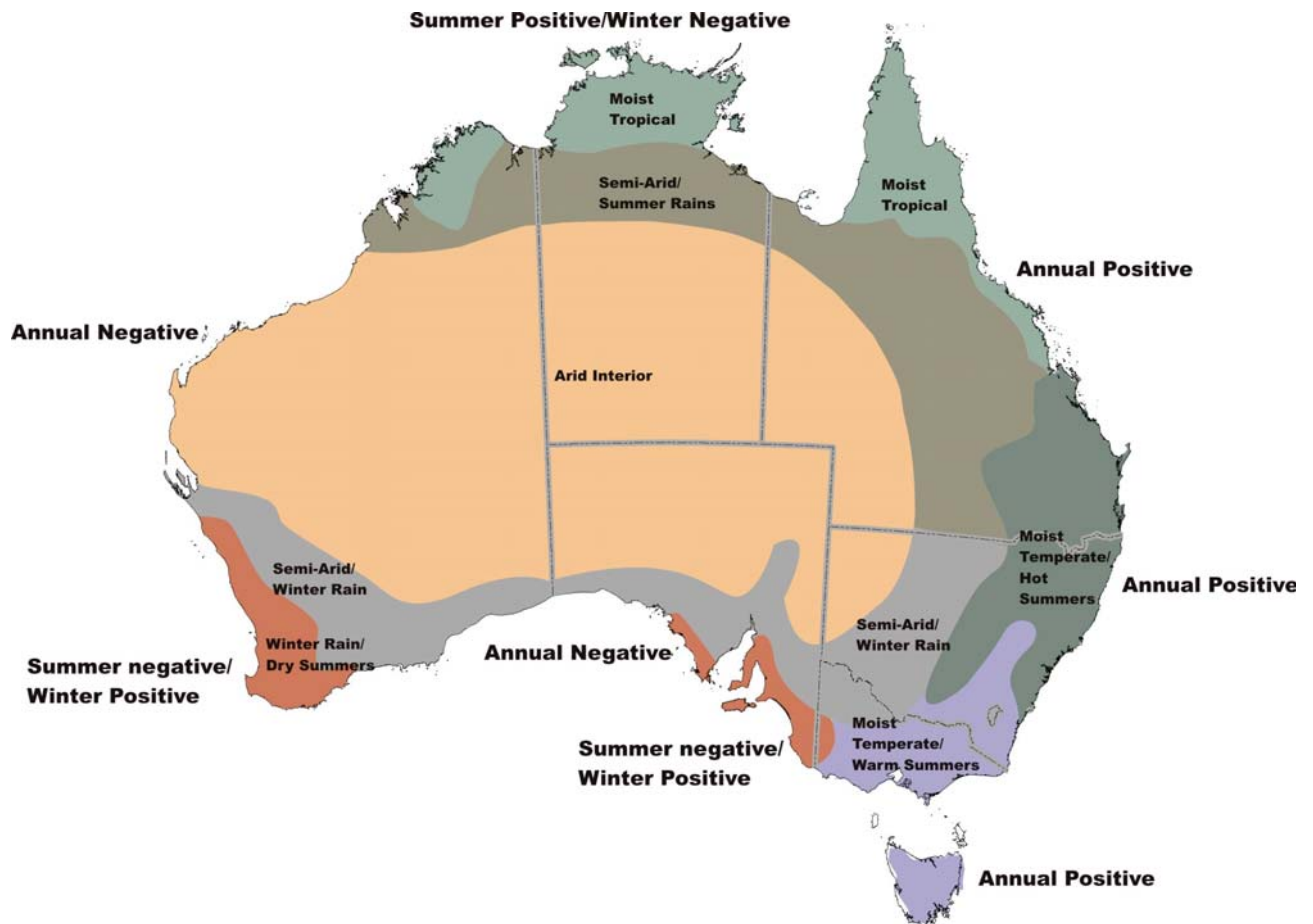 Summer Positive/Winter Negative
Moist
Tropical
Semi-Arid/
Summer Rains
Moist
Tropical
Annual Positive
Annual Negative
Arid Interior
Moist
Temperate/
Hot
Summers
Annual Positive
Semi-Arid/
Winter Rain
Winter Rain/
Dry Summers
Semi-Arid/
Winter Rain
Annual Negative
Summer negative/
Winter Positive
Summer negative/
Winter Positive
Moist
Temperate/
Warm Summers
Annual Positive